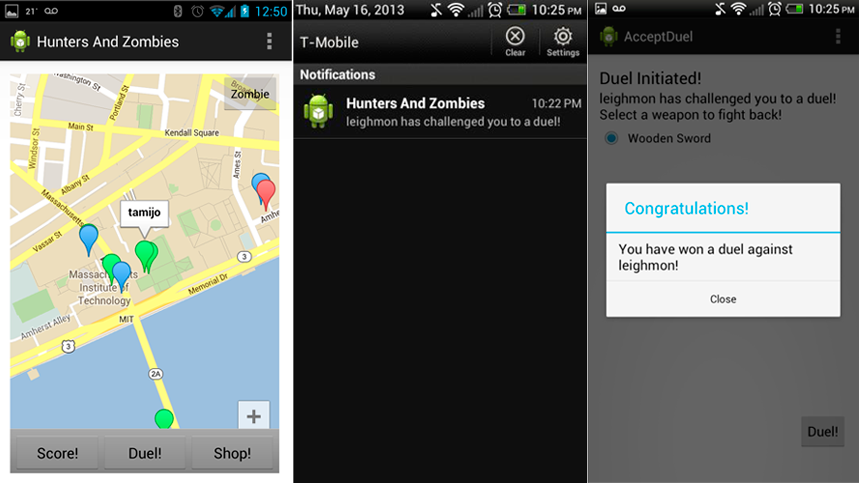 21°
12:50
Hunters And Zombies
Zombie
Washington St
Portland St
Cherry St
Windsor St
Main St
Kendall Square
Ames St
Albany St
Massachusetts
Vassar St
tamijo
Amhe
3
Massachusetts
Institute of
Technology
Memorial Dr
MIT
Amherst Alley
3
2A
+
Score!
Duel!
Shop!
Thu, May 16, 2013
10:25 PM
T-Mobile
Clear
Settings
Notifications
Hunters And Zombies
10:22 PM
leighmon has challenged you to a duel!
10:25 PM
AcceptDuel
Duel Initiated!
leighmon has challenged you to a duel!
Select a weapon to fight back!
Wooden Sword
Congratulations!
You have won a duel against
leighmon!
Close
Duel!